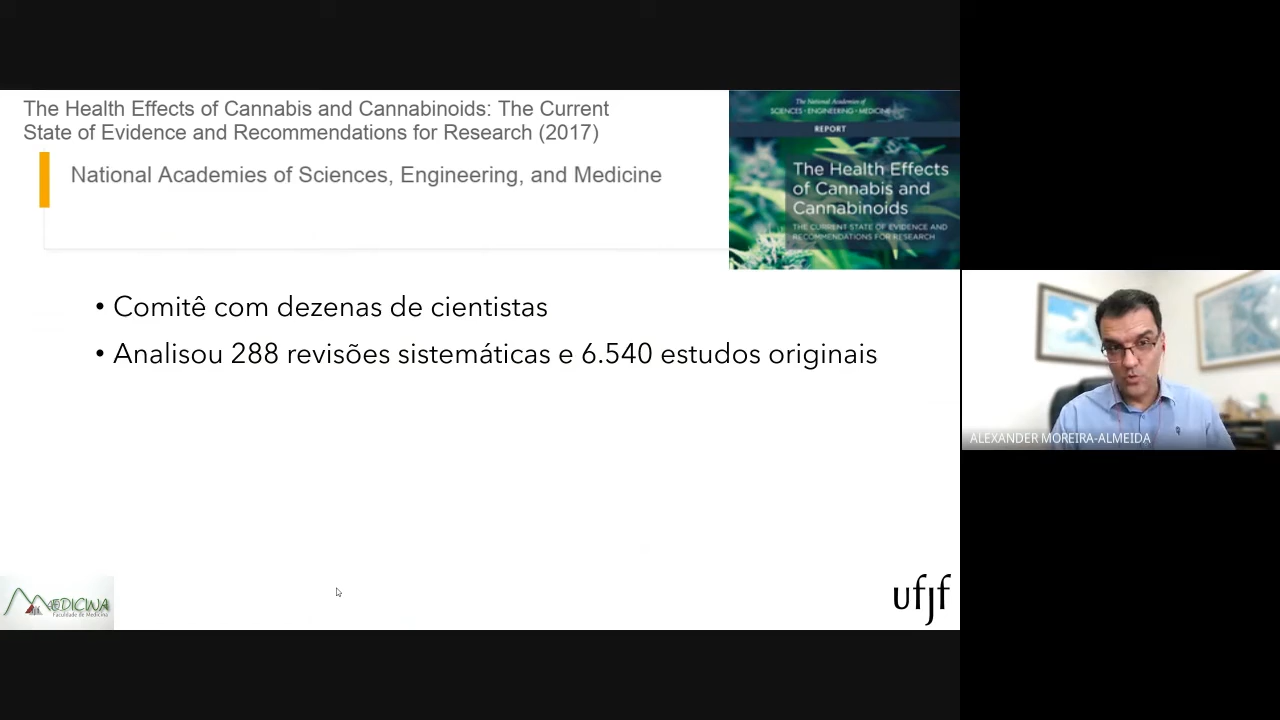 The Health Effects of Cannabis and Cannabinoids: The Current
State of Evidence and Recommendations for Research (2017)
National Academies of Sciences, Engineering, and Medicine
The National Academies of
SCIENCES • ENGINEERING • MEDICINE
REPORT
The Health Effects
of Cannabis and
Cannabinoids
THE CURRENT STATE OF EVIDENCE AND
RECOMMENDATIONS FOR RESEARCH
• Comitê com dezenas de cientistas
• Analisou 288 revisões sistemáticas e 6.540 estudos originais
ALEXANDER MOREIRA-ALMEIDA
MEDICINA
Faculdade de Medicina
ufjf